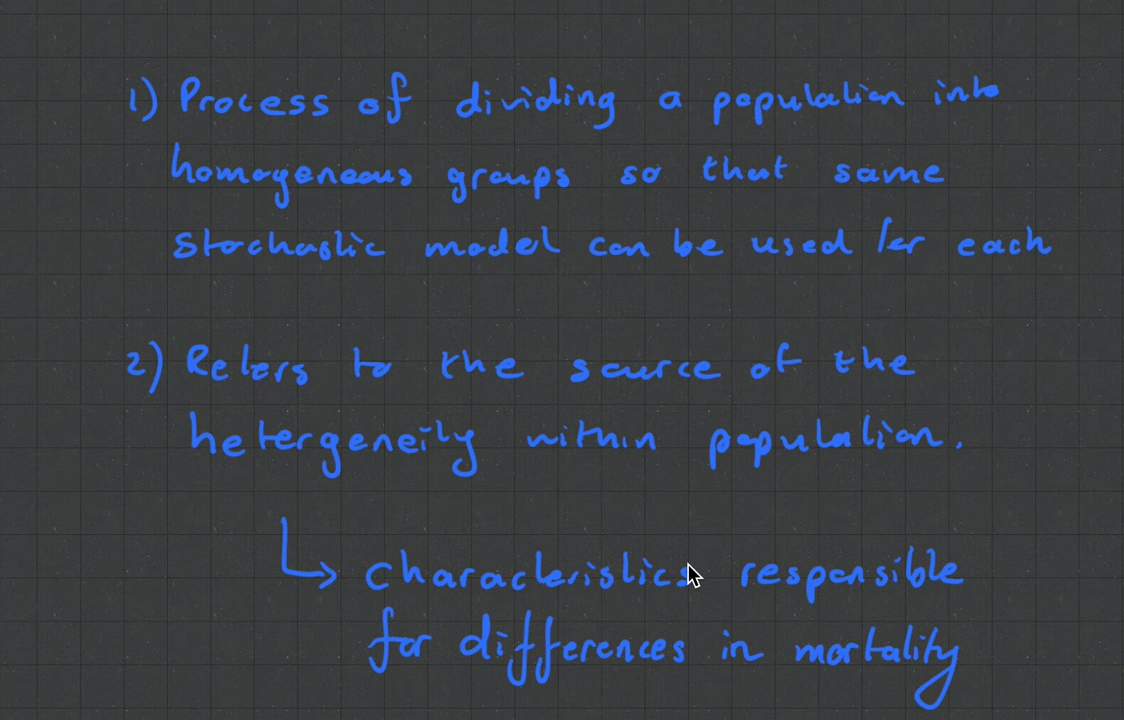 1) Process of dividing a population into
homogeneous groups so that same
stochastic model can be used for each
2) Refers to the source of the
hetergeneity within population.
↳ characteristics responsible
for differences in mortality